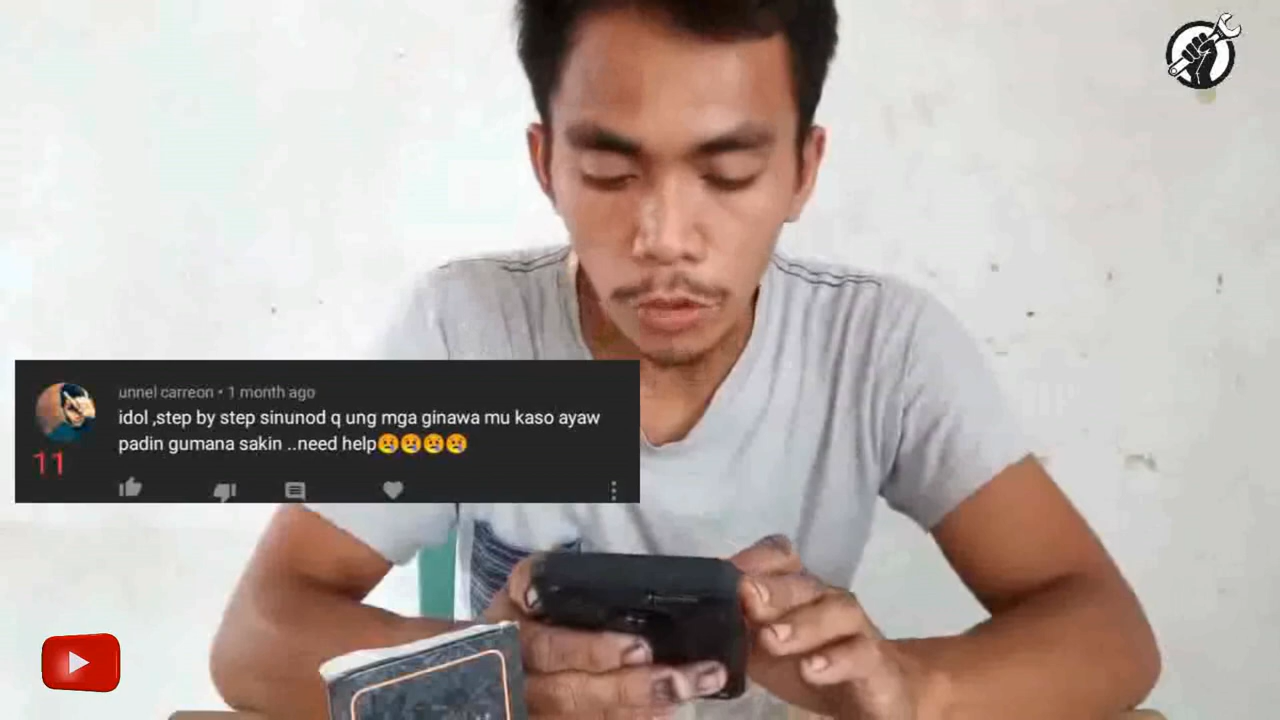 unnel carreon • 1 month ago
idol ,step by step sinunod q ung mga ginawa mu kaso ayaw
padin gumana sakin ..need help😢😢😢😢
11